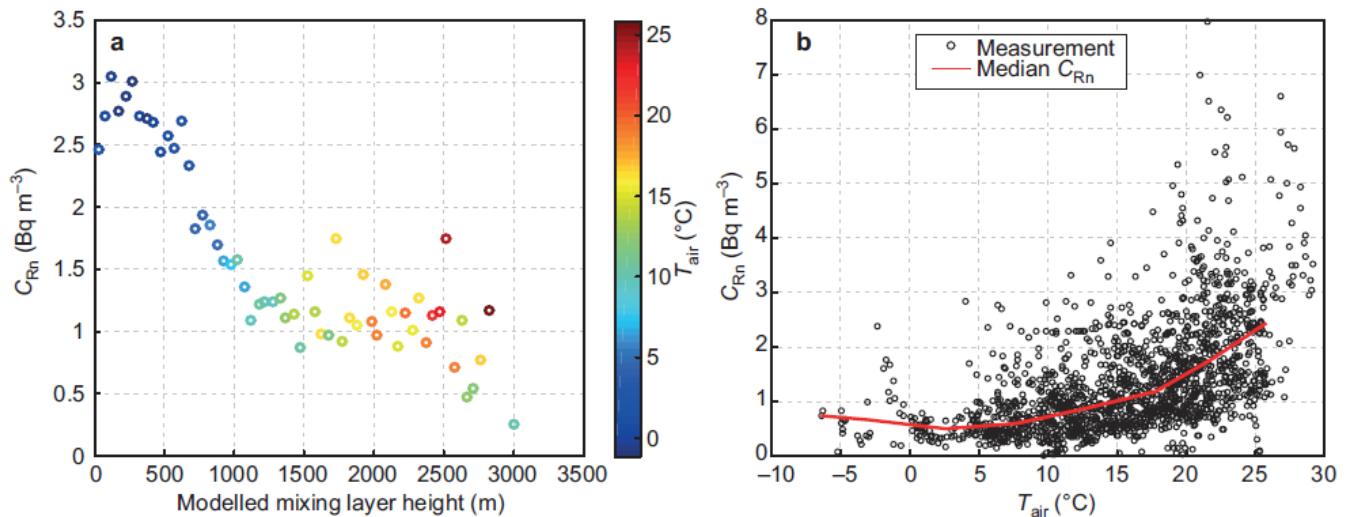 a
3.5
3
2.5
2
1.5
1
0.5
0
0 500 1000 1500 2000 2500 3000 3500
C_Rn (Bq m⁻³)
Modelled mixing layer height (m)
25
20
15
10
5
0
T_air (°C)
b
Measurement
Median C_Rn
8
7
6
5
4
3
2
1
0
–10 –5 0 5 10 15 20 25 30
C_Rn (Bq m⁻³)
T_air (°C)